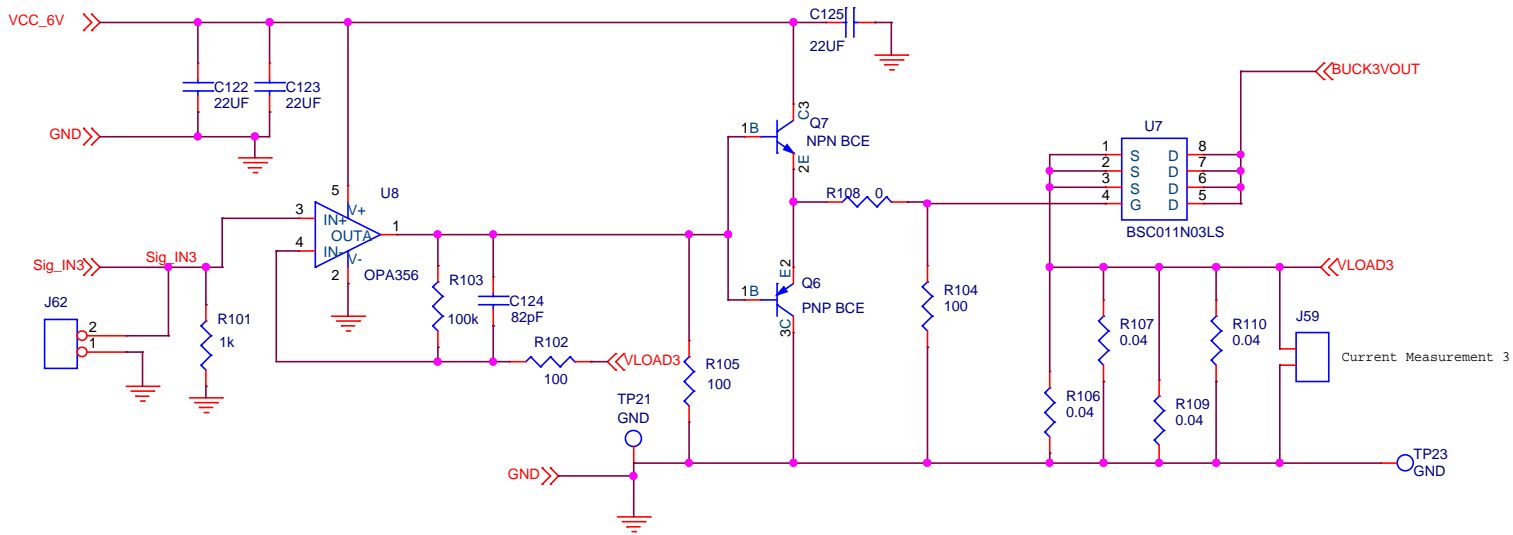 VCC_6V
C125
22UF
C122
22UF
C123
22UF
GND
BUCK3VOUT
C3
Q7
1B
NPN BCE
2E
U7
1 S D 8
2 S D 7
3 S D 6
4 G D 5
BSC011N03LS
R108 0
5
U8
V+
3
IN+
1
OUTA
4
IN-
V-
2
OPA356
Sig_IN3
Sig_IN3
J62
2
1
R101
1k
R103
100k
C124
82pF
R102
100
VLOAD3
R105
100
E2
Q6
1B
PNP BCE
3C
R104
100
VLOAD3
R107
0.04
R110
0.04
J59
Current Measurement 3
R106
0.04
R109
0.04
TP21
GND
GND
TP23
GND